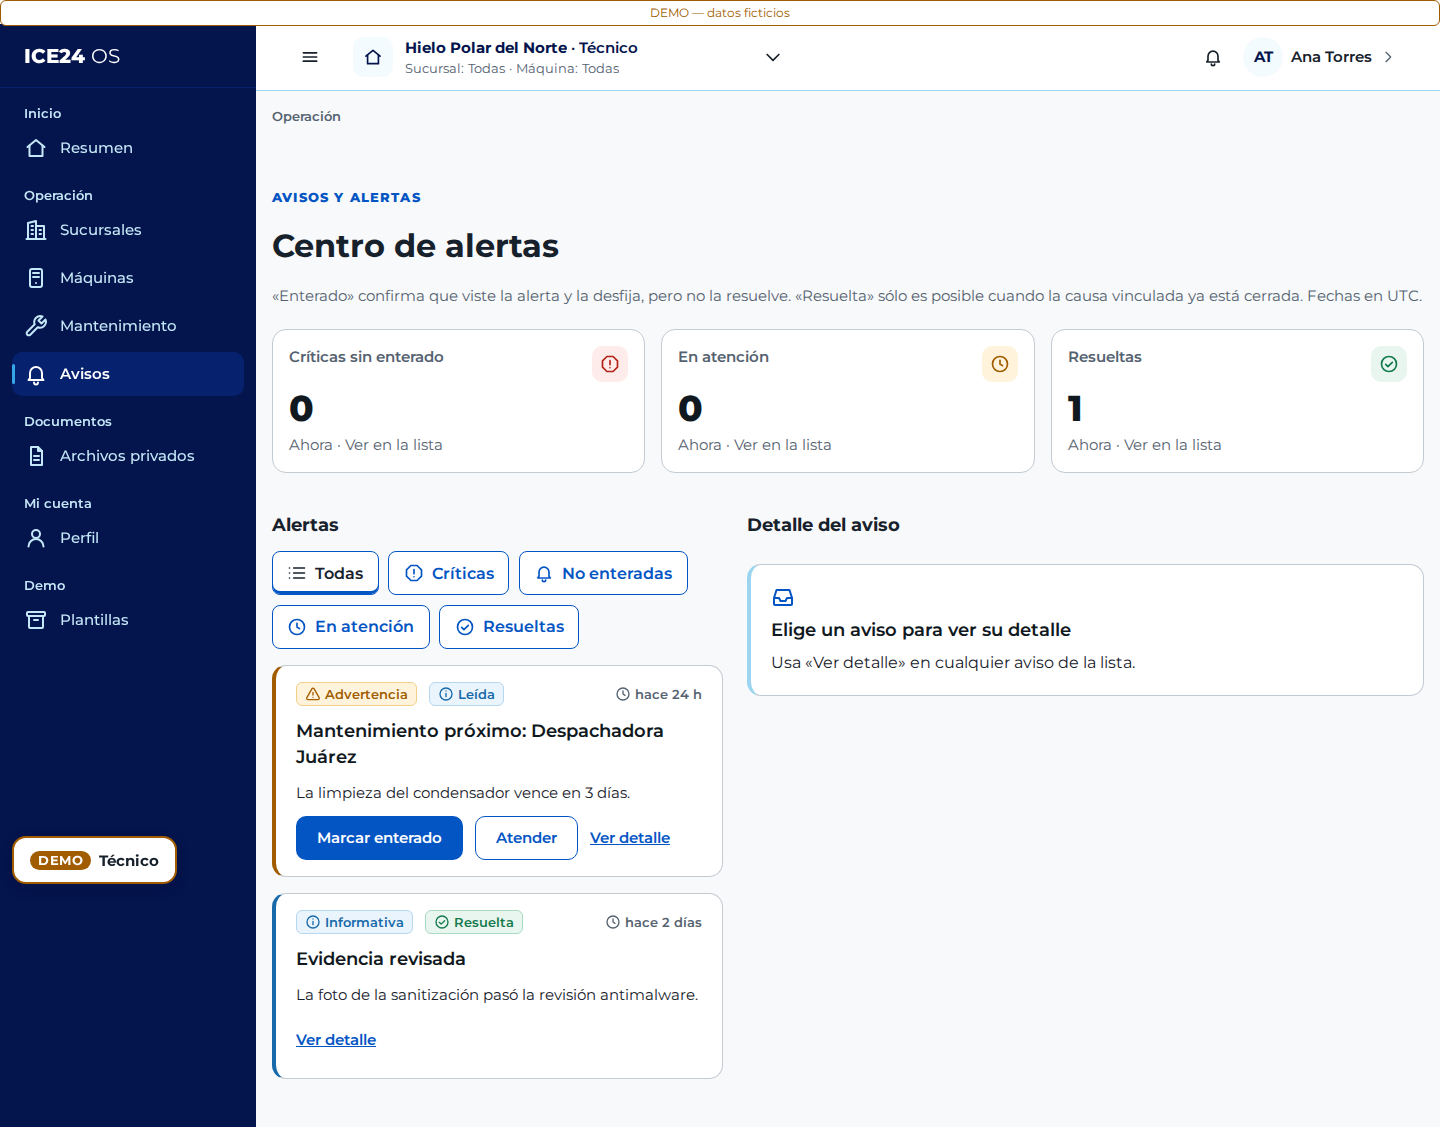 DEMO — datos ficticios
ICE24 OS
Inicio
Resumen
Operación
Sucursales
Máquinas
Mantenimiento
Avisos
Documentos
Archivos privados
Mi cuenta
Perfil
Demo
Plantillas
DEMO Técnico
Hielo Polar del Norte · Técnico
Sucursal: Todas · Máquina: Todas
AT Ana Torres
Operación
AVISOS Y ALERTAS
Centro de alertas
«Enterado» confirma que viste la alerta y la desfija, pero no la resuelve. «Resuelta» sólo es posible cuando la causa vinculada ya está cerrada. Fechas en UTC.
Críticas sin enterado
0
Ahora · Ver en la lista
En atención
0
Ahora · Ver en la lista
Resueltas
1
Ahora · Ver en la lista
Alertas
Todas Críticas No enteradas
En atención Resueltas
Advertencia Leída hace 24 h
Mantenimiento próximo: Despachadora
Juárez
La limpieza del condensador vence en 3 días.
Marcar enterado Atender Ver detalle
Informativa Resuelta hace 2 días
Evidencia revisada
La foto de la sanitización pasó la revisión antimalware.
Ver detalle
Detalle del aviso
Elige un aviso para ver su detalle
Usa «Ver detalle» en cualquier aviso de la lista.